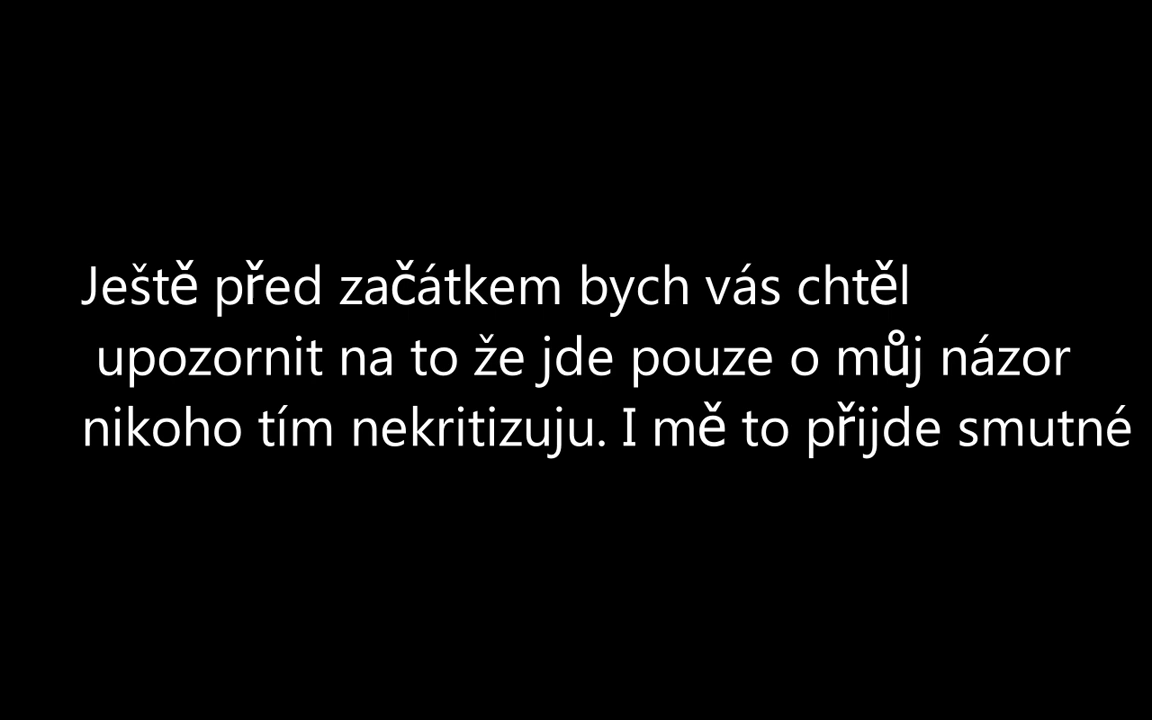 Ještě před začátkem bych vás chtěl
upozornit na to že jde pouze o můj názor
nikoho tím nekritizuju. I mě to přijde smutné